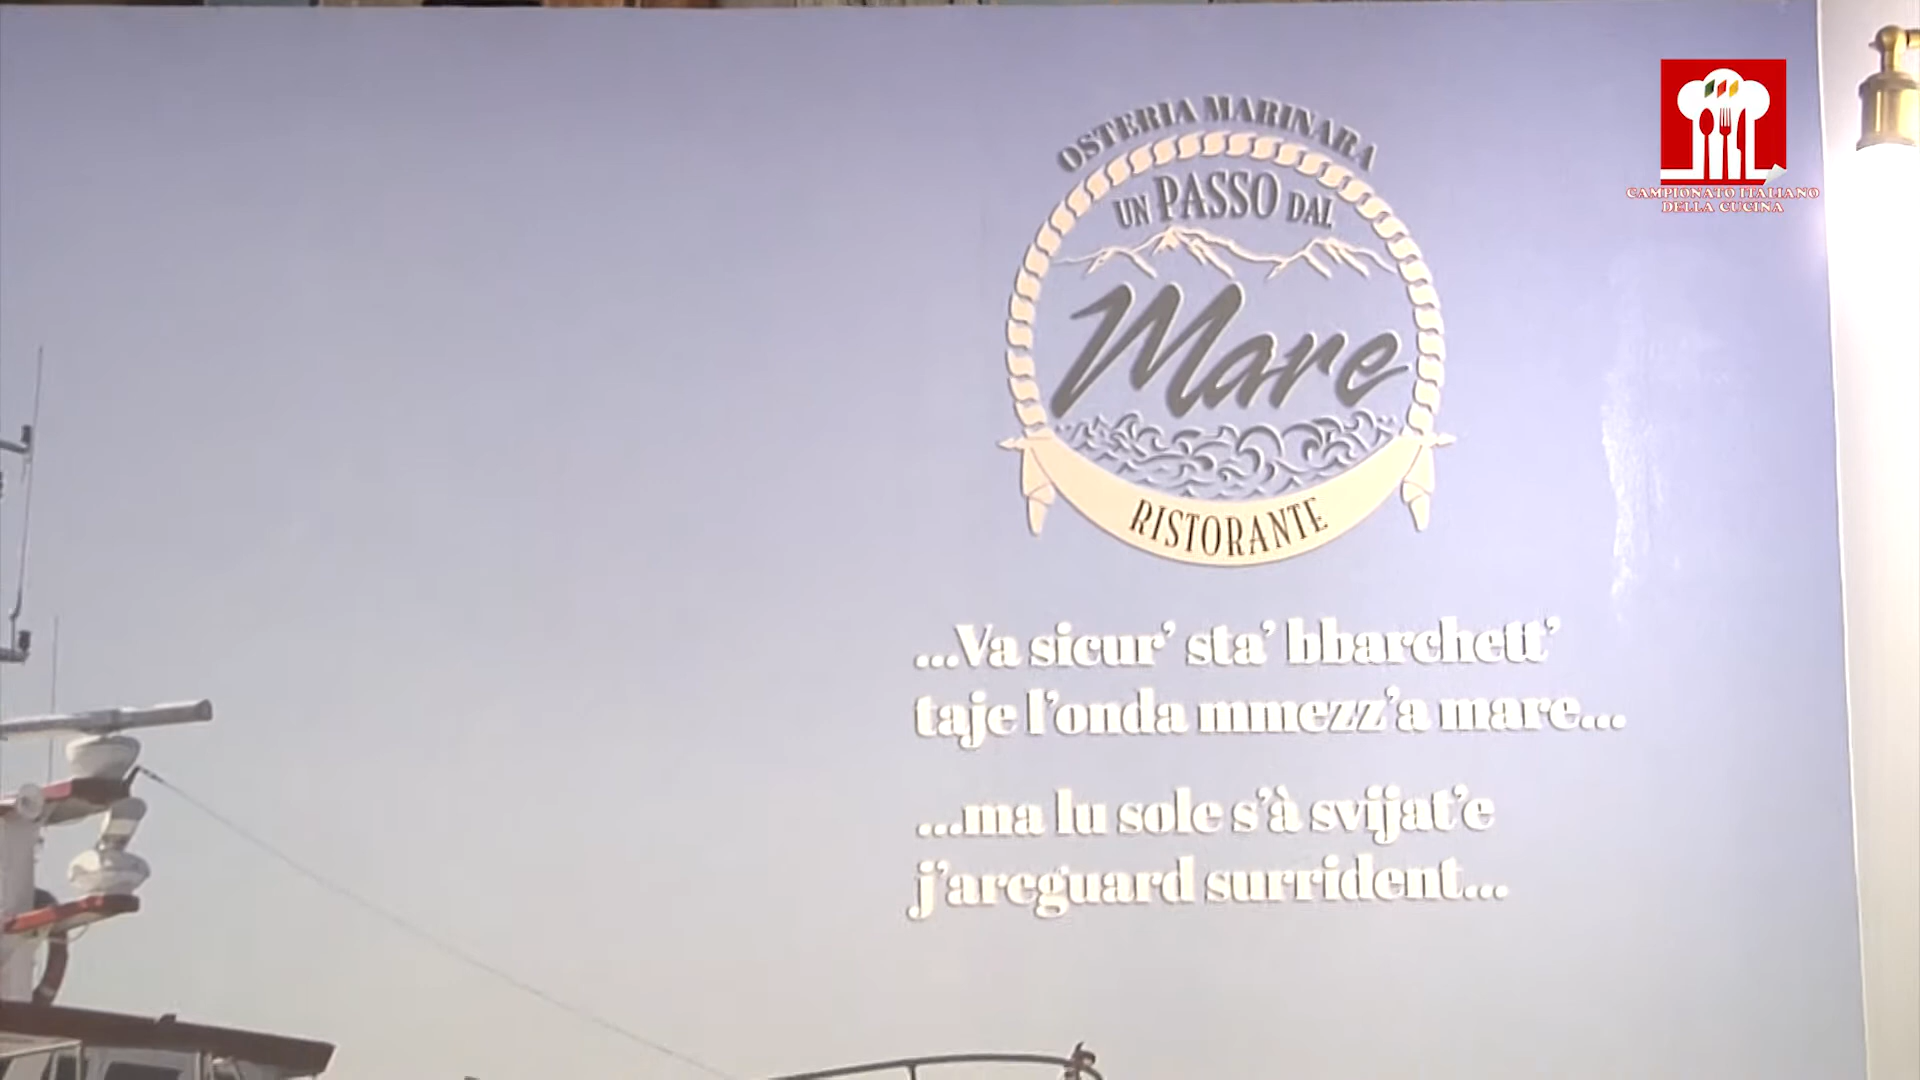 OSTERIA MARINARA
UN PASSO DAL
Mare
RISTORANTE
...Va sicur' sta' bbarchett'
taje l'onda mmezz'a mare...
...ma lu sole s'à svijat'e
j'areguard surrident...
CAMPIONATO ITALIANO
DELLA CUCINA